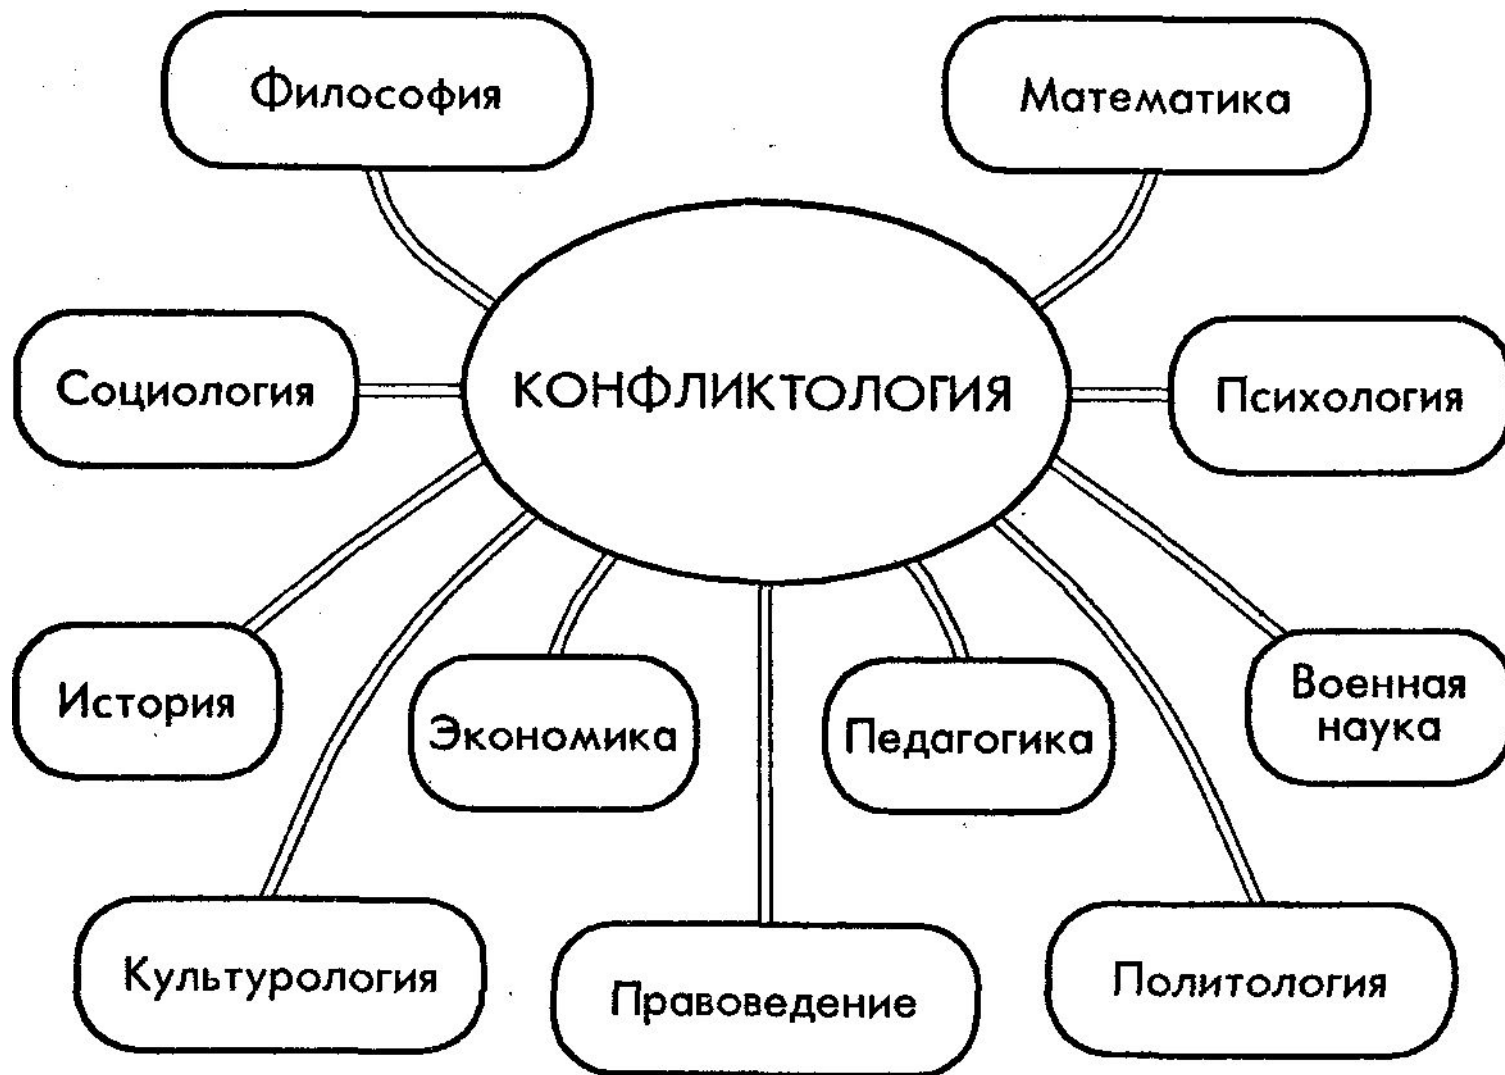 Философия
Математика
Социология
КОНФЛИКТОЛОГИЯ
Психология
История
Экономика
Педагогика
Военная
наука
Культурология
Правоведение
Политология